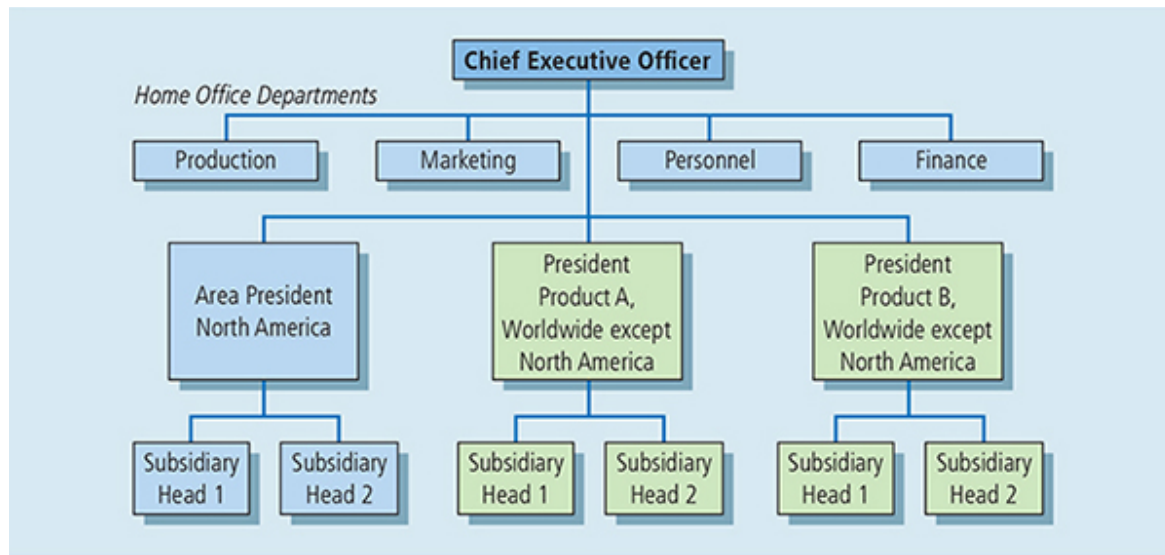 Chief Executive Officer
Home Office Departments
Production
Marketing
Personnel
Finance
Area President
North America
President
Product A,
Worldwide except
North America
President
Product B,
Worldwide except
North America
Subsidiary
Head 1
Subsidiary
Head 2
Subsidiary
Head 1
Subsidiary
Head 2
Subsidiary
Head 1
Subsidiary
Head 2